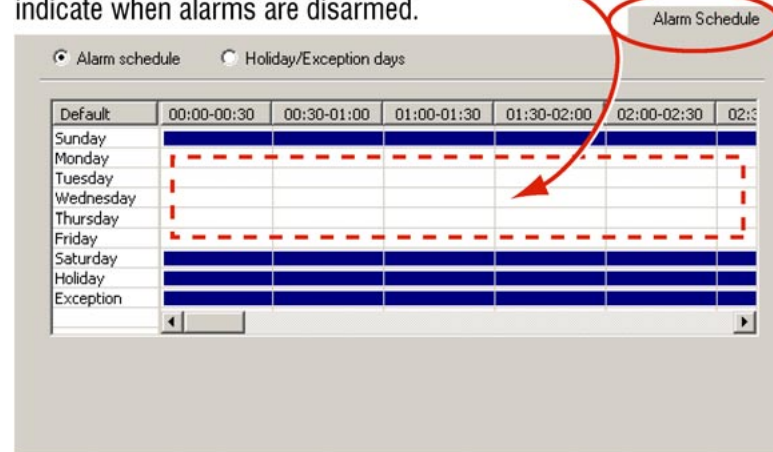 indicate when alarms are disarmed.
Alarm Schedule
Alarm schedule Holiday/Exception days
Default 00:00-00:30 00:30-01:00 01:00-01:30 01:30-02:00 02:00-02:30 02:3
Sunday
Monday
Tuesday
Wednesday
Thursday
Friday
Saturday
Holiday
Exception